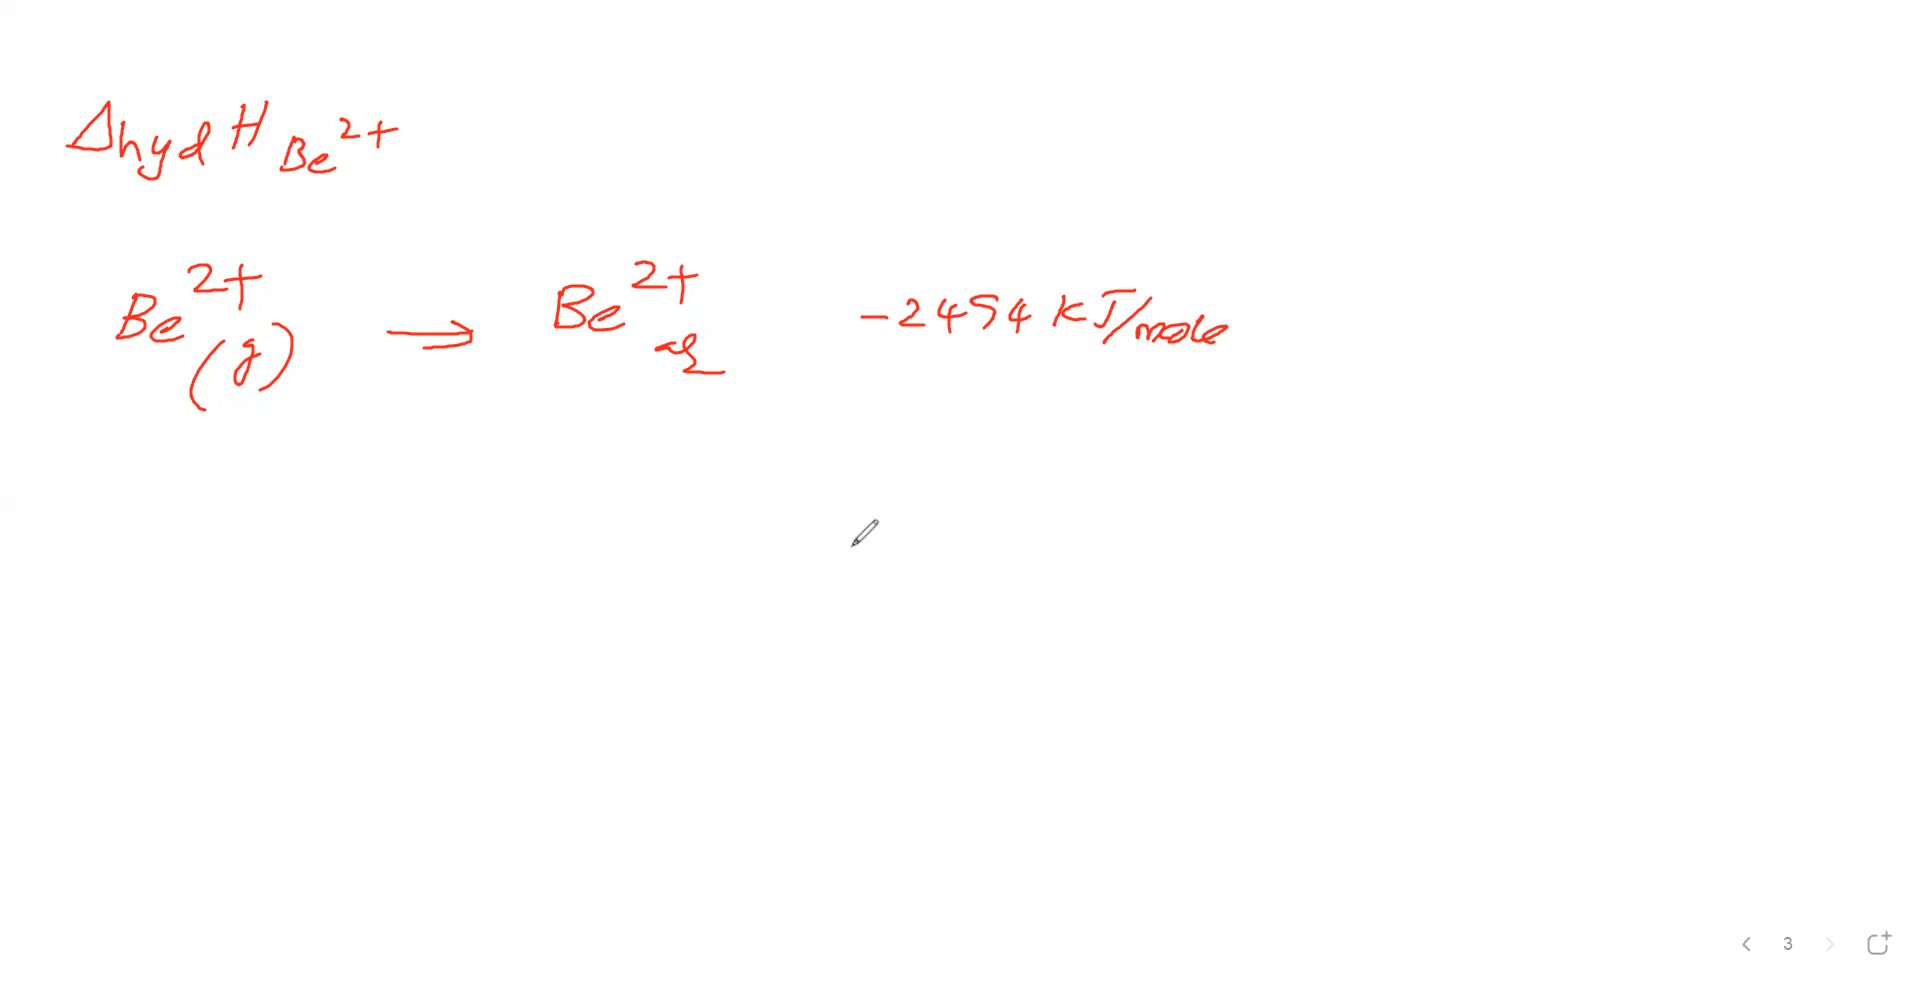 ΔhydH Be²⁺
Be²⁺(g) → Be²⁺aq -2494 kJ/mole
3